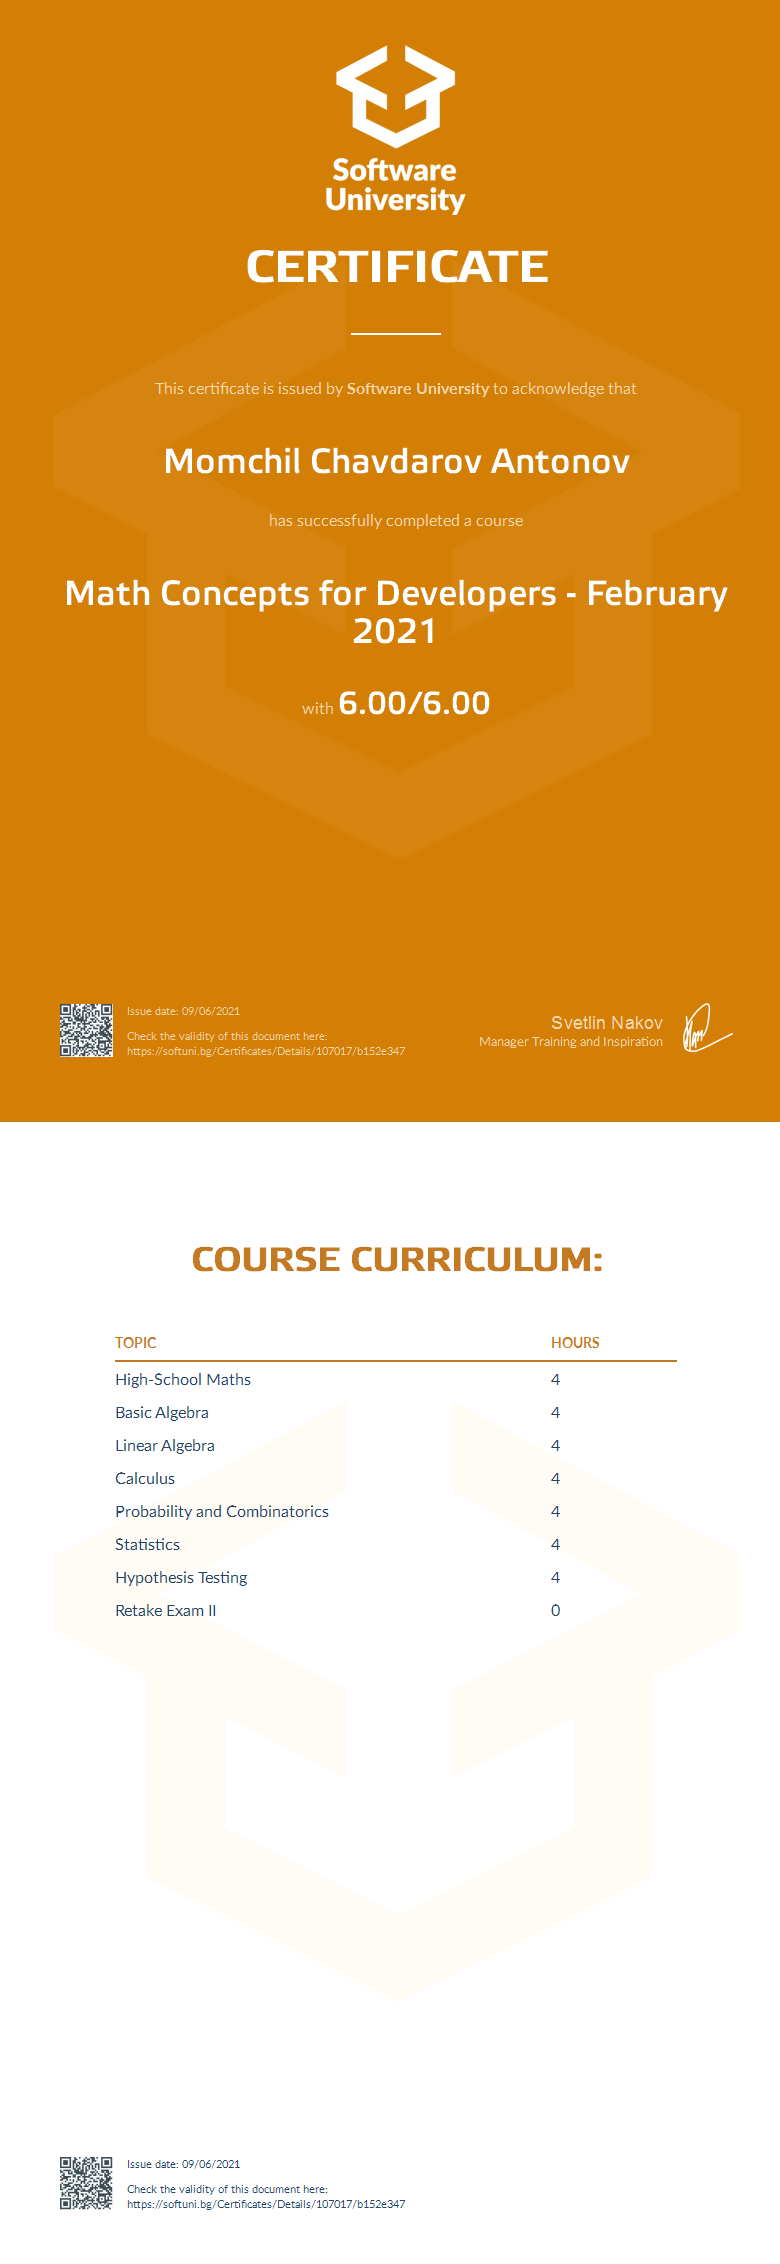 Software
University
CERTIFICATE
This certificate is issued by Software University to acknowledge that
Momchil Chavdarov Antonov
has successfully completed a course
Math Concepts for Developers - February
2021
with 6.00/6.00
Issue date: 09/06/2021
Check the validity of this document here:
https://softuni.bg/Certificates/Details/107017/b152e347
Svetlin Nakov
Manager Training and Inspiration
COURSE CURRICULUM:
TOPIC HOURS
High-School Maths 4
Basic Algebra 4
Linear Algebra 4
Calculus 4
Probability and Combinatorics 4
Statistics 4
Hypothesis Testing 4
Retake Exam II 0
Issue date: 09/06/2021
Check the validity of this document here:
https://softuni.bg/Certificates/Details/107017/b152e347